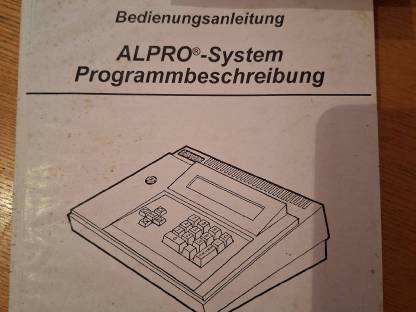 Bedienungsanleitung
ALPRO®-System
Programmbeschreibung